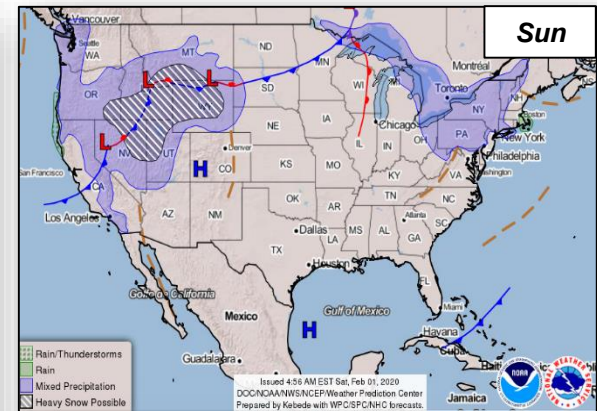 Sun
Vancouver
Seattle
WA
MT
ND
MN
OR
L
L
WY
SD
WI
Montréal
Toronto
NY
NH
Boston
New York
PA
Philadelphia
Washington
L
NV
UT
H
Denver
CO
NE
IA
Chicago
IL
IN
OH
San Francisco
CA
KS
MO
KY
VA
Los Angeles
AZ
NM
OK
AR
TN
NC
SC
Atlanta
MS
AL
GA
Dallas
LA
TX
Houston
FL
Golfo de California
Mexico
Gulf of Mexico
H
Miami
Havana
Cuba
Guadalajara
Jamaica
Rain/Thunderstorms
Rain
Mixed Precipitation
Heavy Snow Possible
Issued 4:56 AM EST Sat, Feb 01, 2020
DOC/NOAA/NWS/NCEP/Weather Prediction Center
Prepared by Kebede with WPC/SPC/NHC forecasts.
NOAA